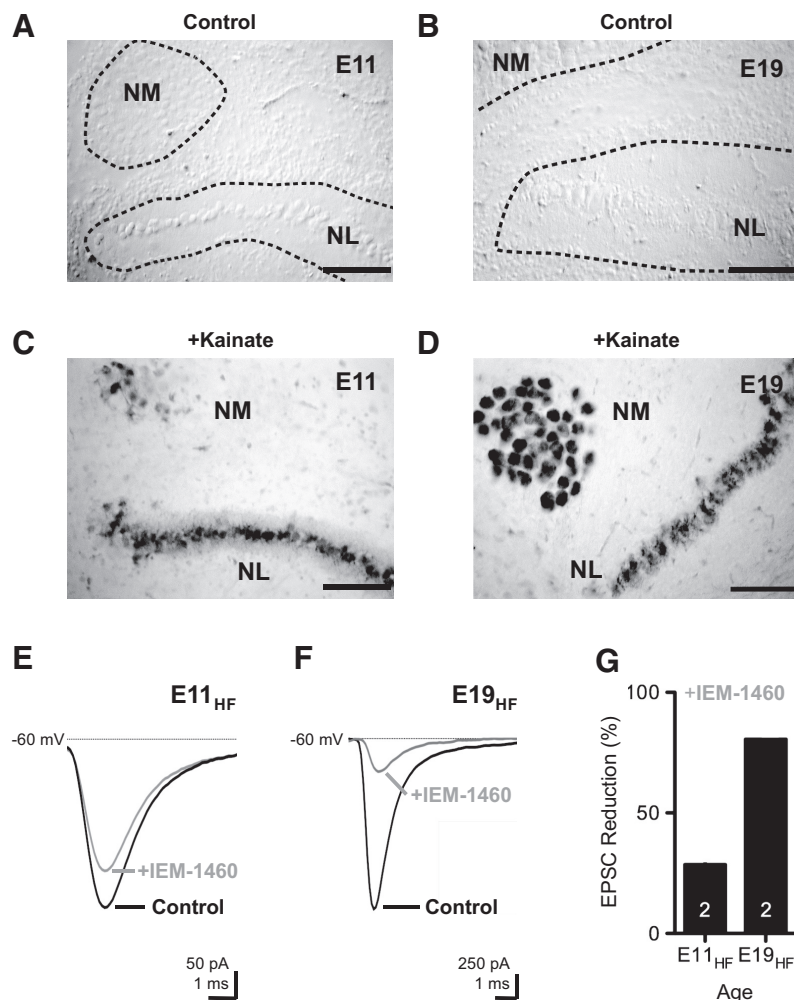 A
Control
E11
NM
NL
B
Control
E19
NM
NL
C
+Kainate
E11
NM
NL
D
+Kainate
E19
NM
NL
E
E11HF
-60 mV
+IEM-1460
Control
50 pA
1 ms
F
E19HF
-60 mV
+IEM-1460
Control
250 pA
1 ms
G
+IEM-1460
EPSC Reduction (%)
100
50
0
2
2
E11HF
E19HF
Age